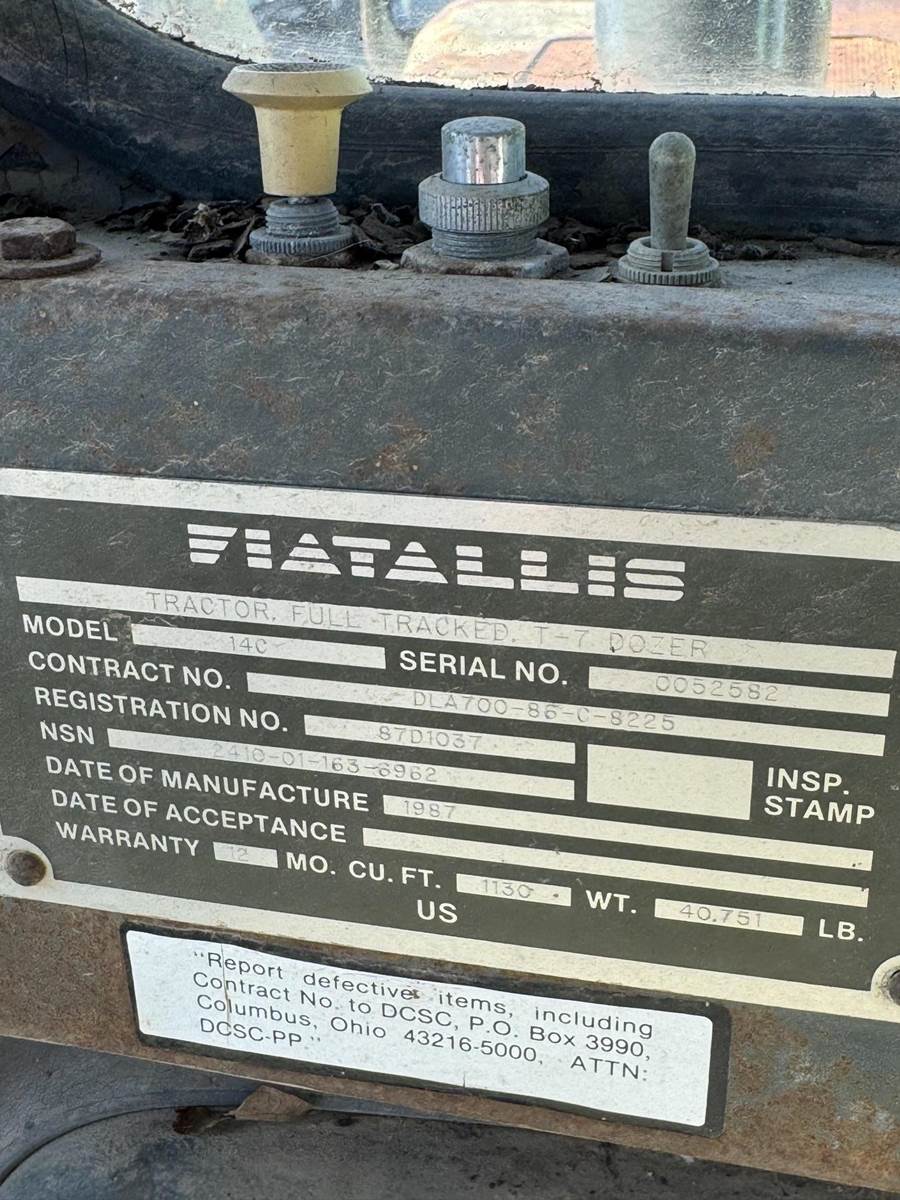 FIATALLIS
TRACTOR, FULL TRACKED, T-7 DOZER
MODEL 14C SERIAL NO. 0052582
CONTRACT NO. DLA700-86-C-8225
REGISTRATION NO. 87D1037
NSN 2410-01-163-6962
INSP. STAMP
DATE OF MANUFACTURE 1987
DATE OF ACCEPTANCE
WARRANTY 12 MO. CU. FT. 1130 WT. 40,751 LB.
US
"Report defective items, including
Contract No. to DCSC, P.O. Box 3990,
Columbus, Ohio 43216-5000, ATTN:
DCSC-PP."